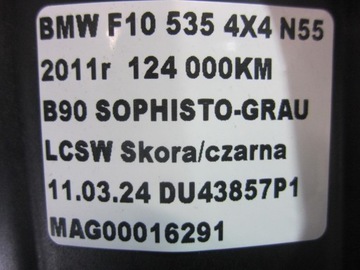 BMW F10 535 4X4 N55
2011r 124 000KM
B90 SOPHISTO-GRAU
LCSW Skora/czarna
11.03.24 DU43857P1
MAG00016291